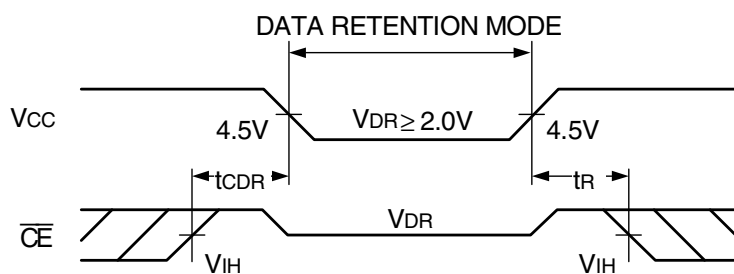 DATA RETENTION MODE
VCC
4.5V
VDR ≥ 2.0V
4.5V
tCDR
tR
CE
VDR
VIH
VIH